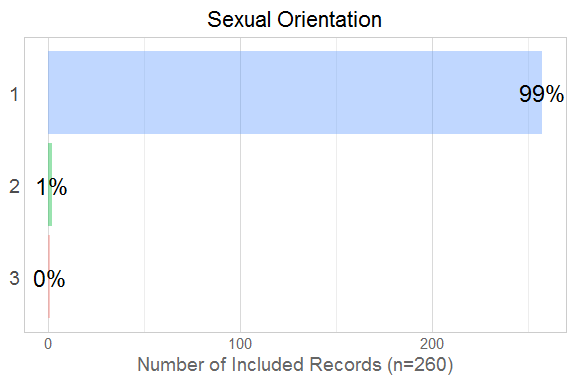 Sexual Orientation
1
99%
2
1%
3
0%
0 100 200
Number of Included Records (n=260)